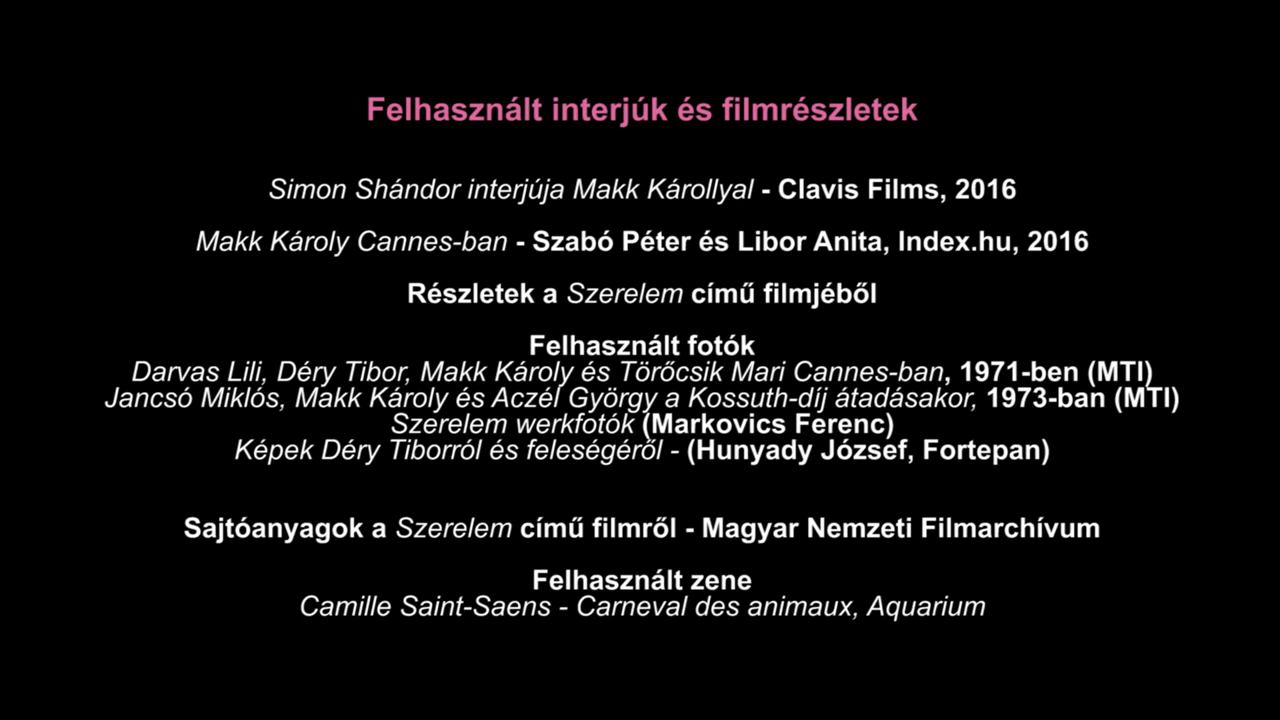 Felhasznált interjúk és filmrészletek
Simon Shándor interjúja Makk Károllyal - Clavis Films, 2016
Makk Károly Cannes-ban - Szabó Péter és Libor Anita, Index.hu, 2016
Részletek a Szerelem című filmjéből
Felhasznált fotók
Darvas Lili, Déry Tibor, Makk Károly és Törőcsik Mari Cannes-ban, 1971-ben (MTI)
Jancsó Miklós, Makk Károly és Aczél György a Kossuth-díj átadásakor, 1973-ban (MTI)
Szerelem werkfotók (Markovics Ferenc)
Képek Déry Tiborról és feleségéről - (Hunyady József, Fortepan)
Sajtóanyagok a Szerelem című filmről - Magyar Nemzeti Filmarchívum
Felhasznált zene
Camille Saint-Saens - Carneval des animaux, Aquarium